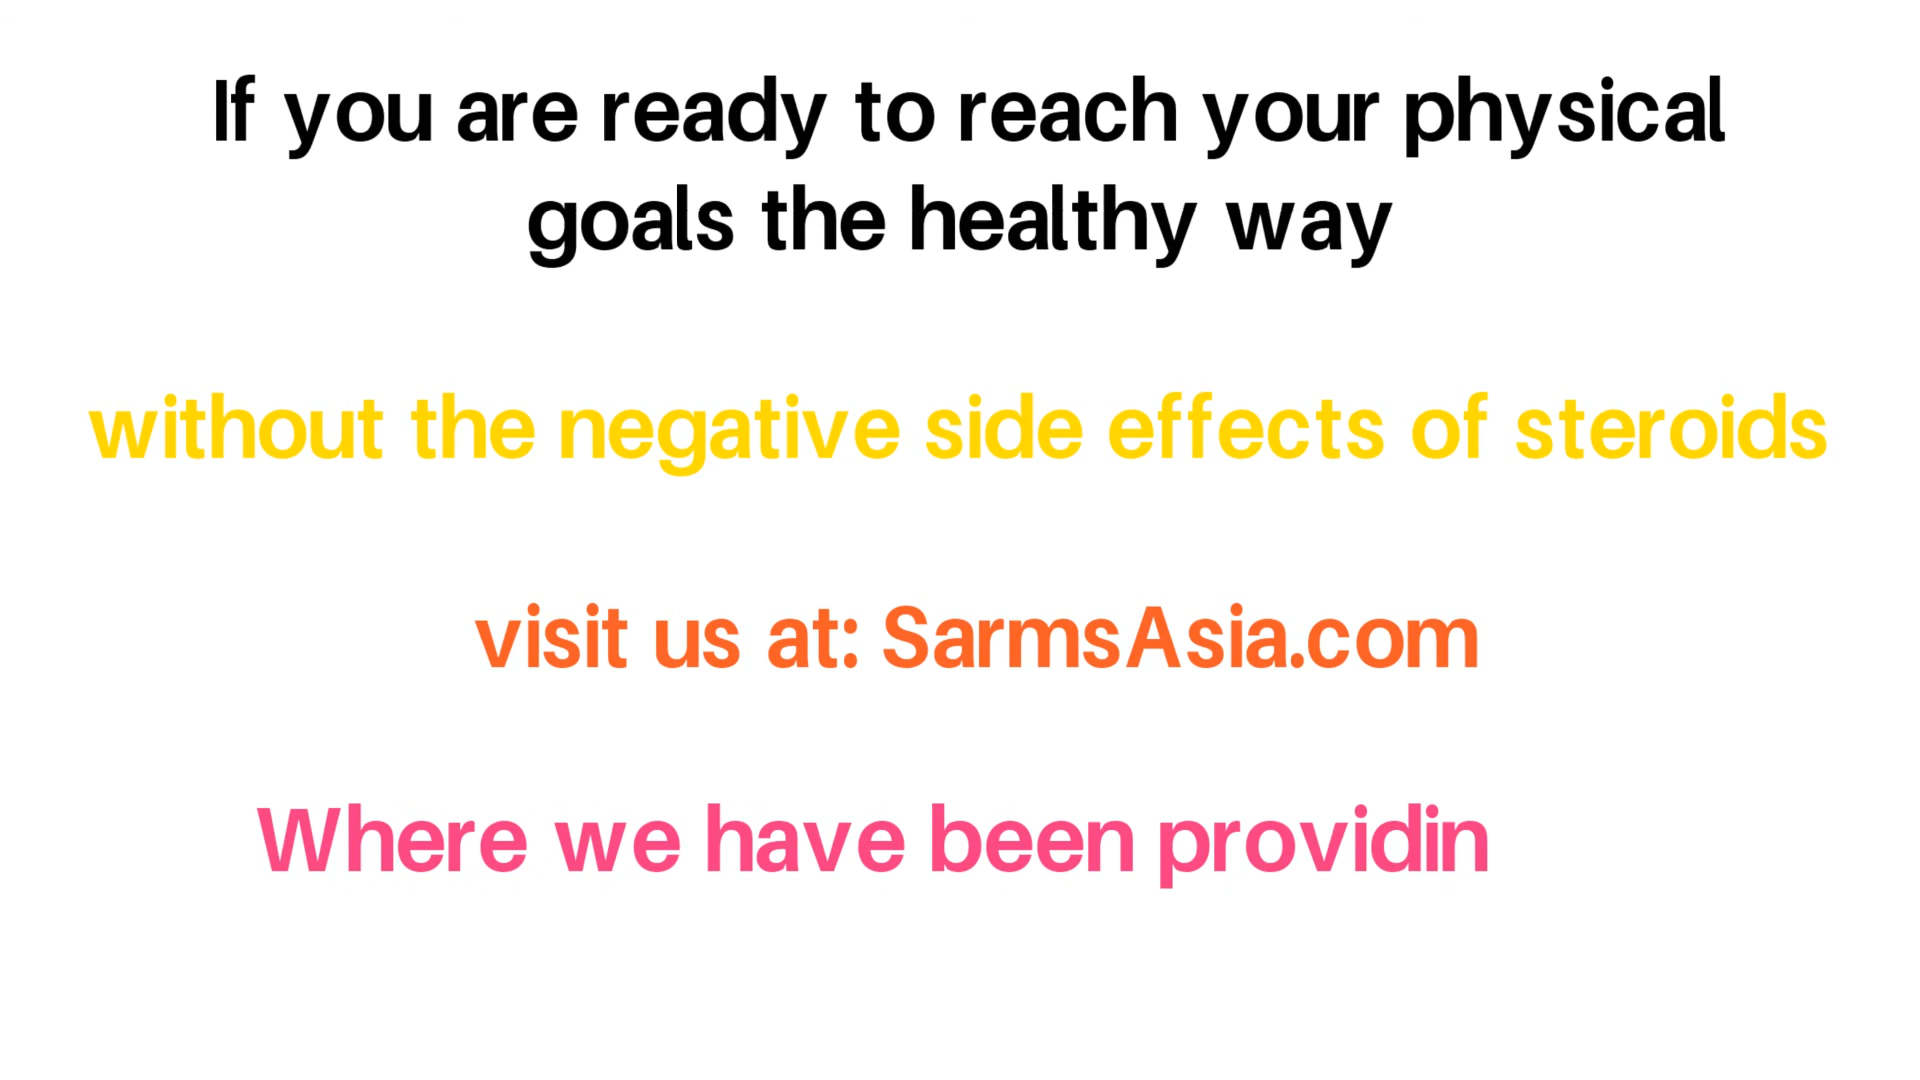 If you are ready to reach your physical
goals the healthy way
without the negative side effects of steroids
visit us at: SarmsAsia.com
Where we have been providin